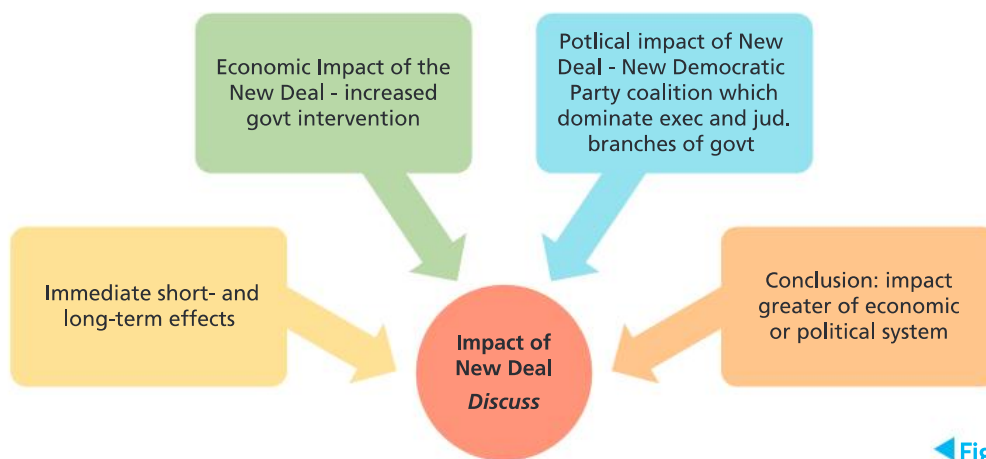 Immediate short- and
long-term effects
Economic Impact of the
New Deal - increased
govt intervention
Potlical impact of New
Deal - New Democratic
Party coalition which
dominate exec and jud.
branches of govt
Conclusion: impact
greater of economic
or political system
Impact of
New Deal
Discuss
◀Fig